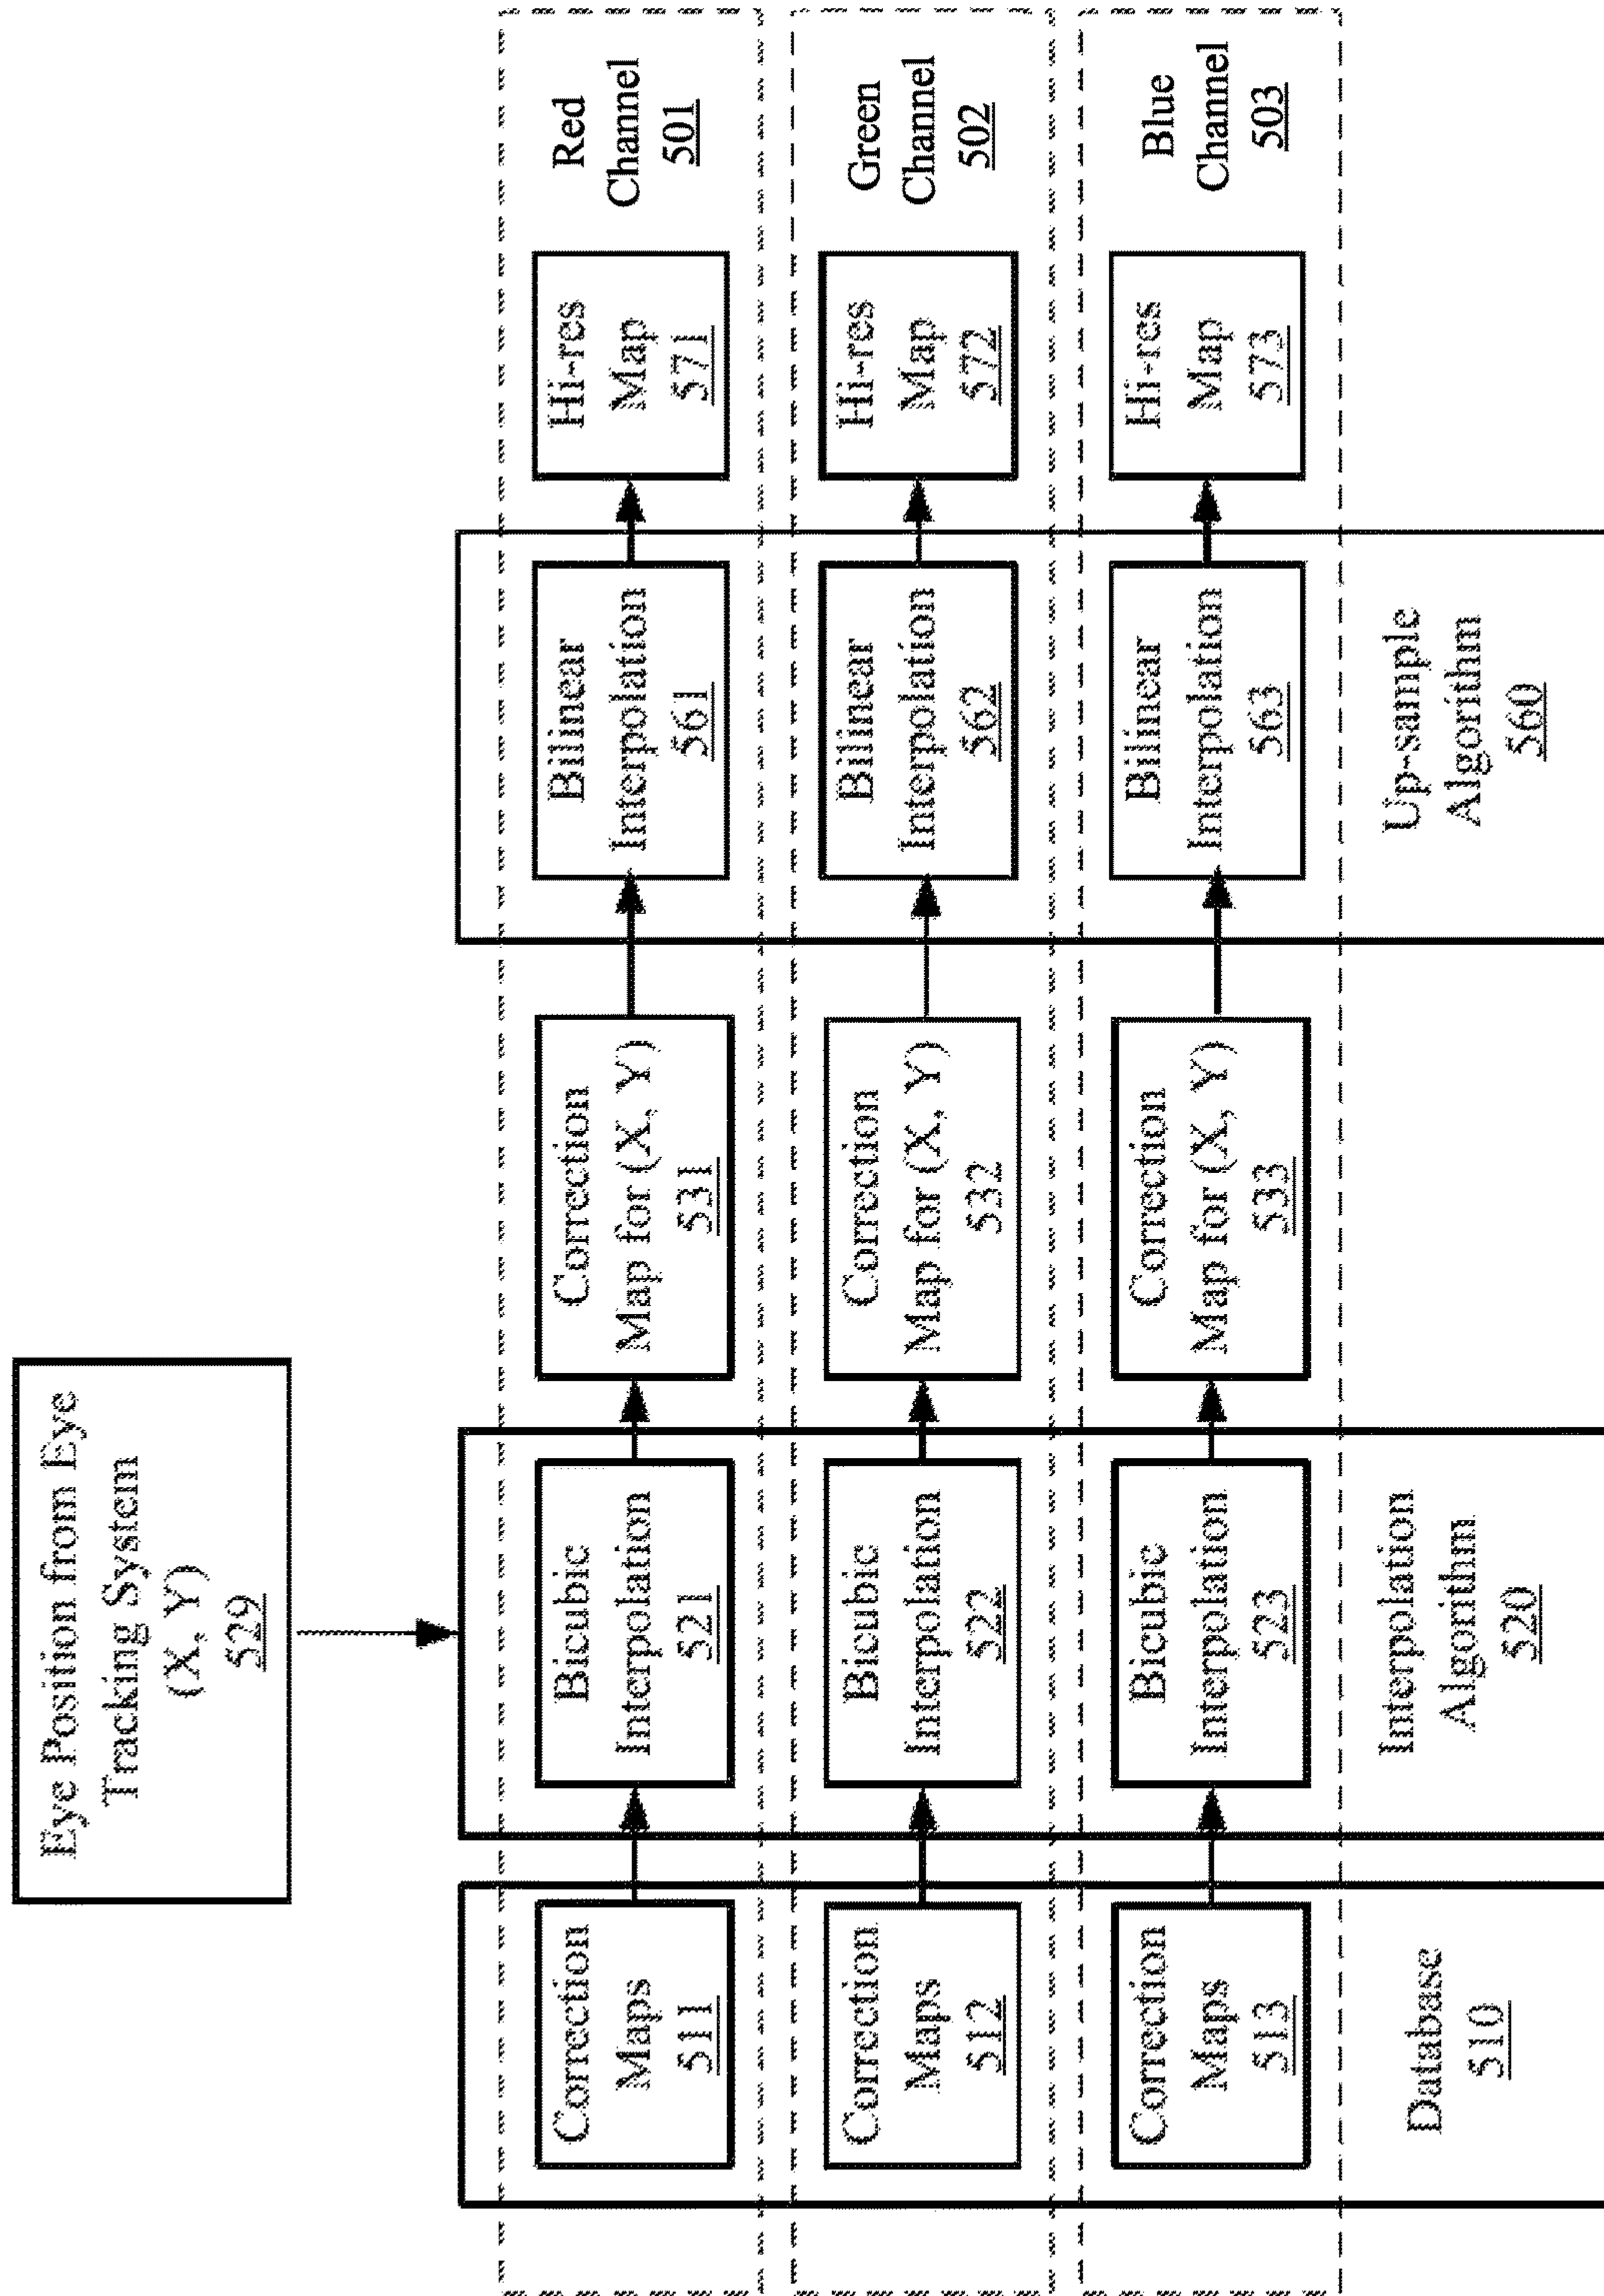 Eye Position from Eye
Tracking System
(X, Y)
529
Correction
Maps
511
Bicubic
Interpolation
521
Correction
Map for (X, Y)
531
Bilinear
Interpolation
561
Hi-res
Map
571
Red
Channel
501
Correction
Maps
512
Bicubic
Interpolation
522
Correction
Map for (X, Y)
532
Bilinear
Interpolation
562
Hi-res
Map
572
Green
Channel
502
Correction
Maps
513
Bicubic
Interpolation
523
Correction
Map for (X, Y)
533
Bilinear
Interpolation
563
Hi-res
Map
573
Blue
Channel
503
Database
510
Interpolation
Algorithm
520
Up-sample
Algorithm
560